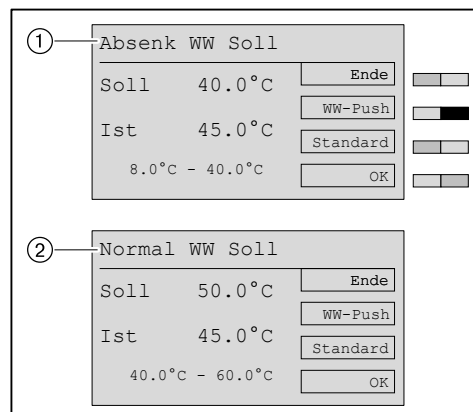 1 Absenk WW Soll
Ende
Soll 40.0°C
WW-Push
Ist 45.0°C
Standard
8.0°C - 40.0°C
OK
2 Normal WW Soll
Ende
Soll 50.0°C
WW-Push
Ist 45.0°C
Standard
40.0°C - 60.0°C
OK